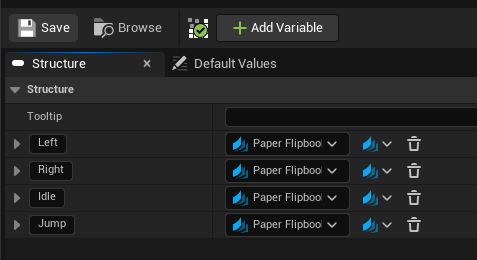 Save Browse Add Variable
Structure × Default Values
Structure
Tooltip
Left Paper Flipboo
Right Paper Flipboo
Idle Paper Flipboo
Jump Paper Flipboo